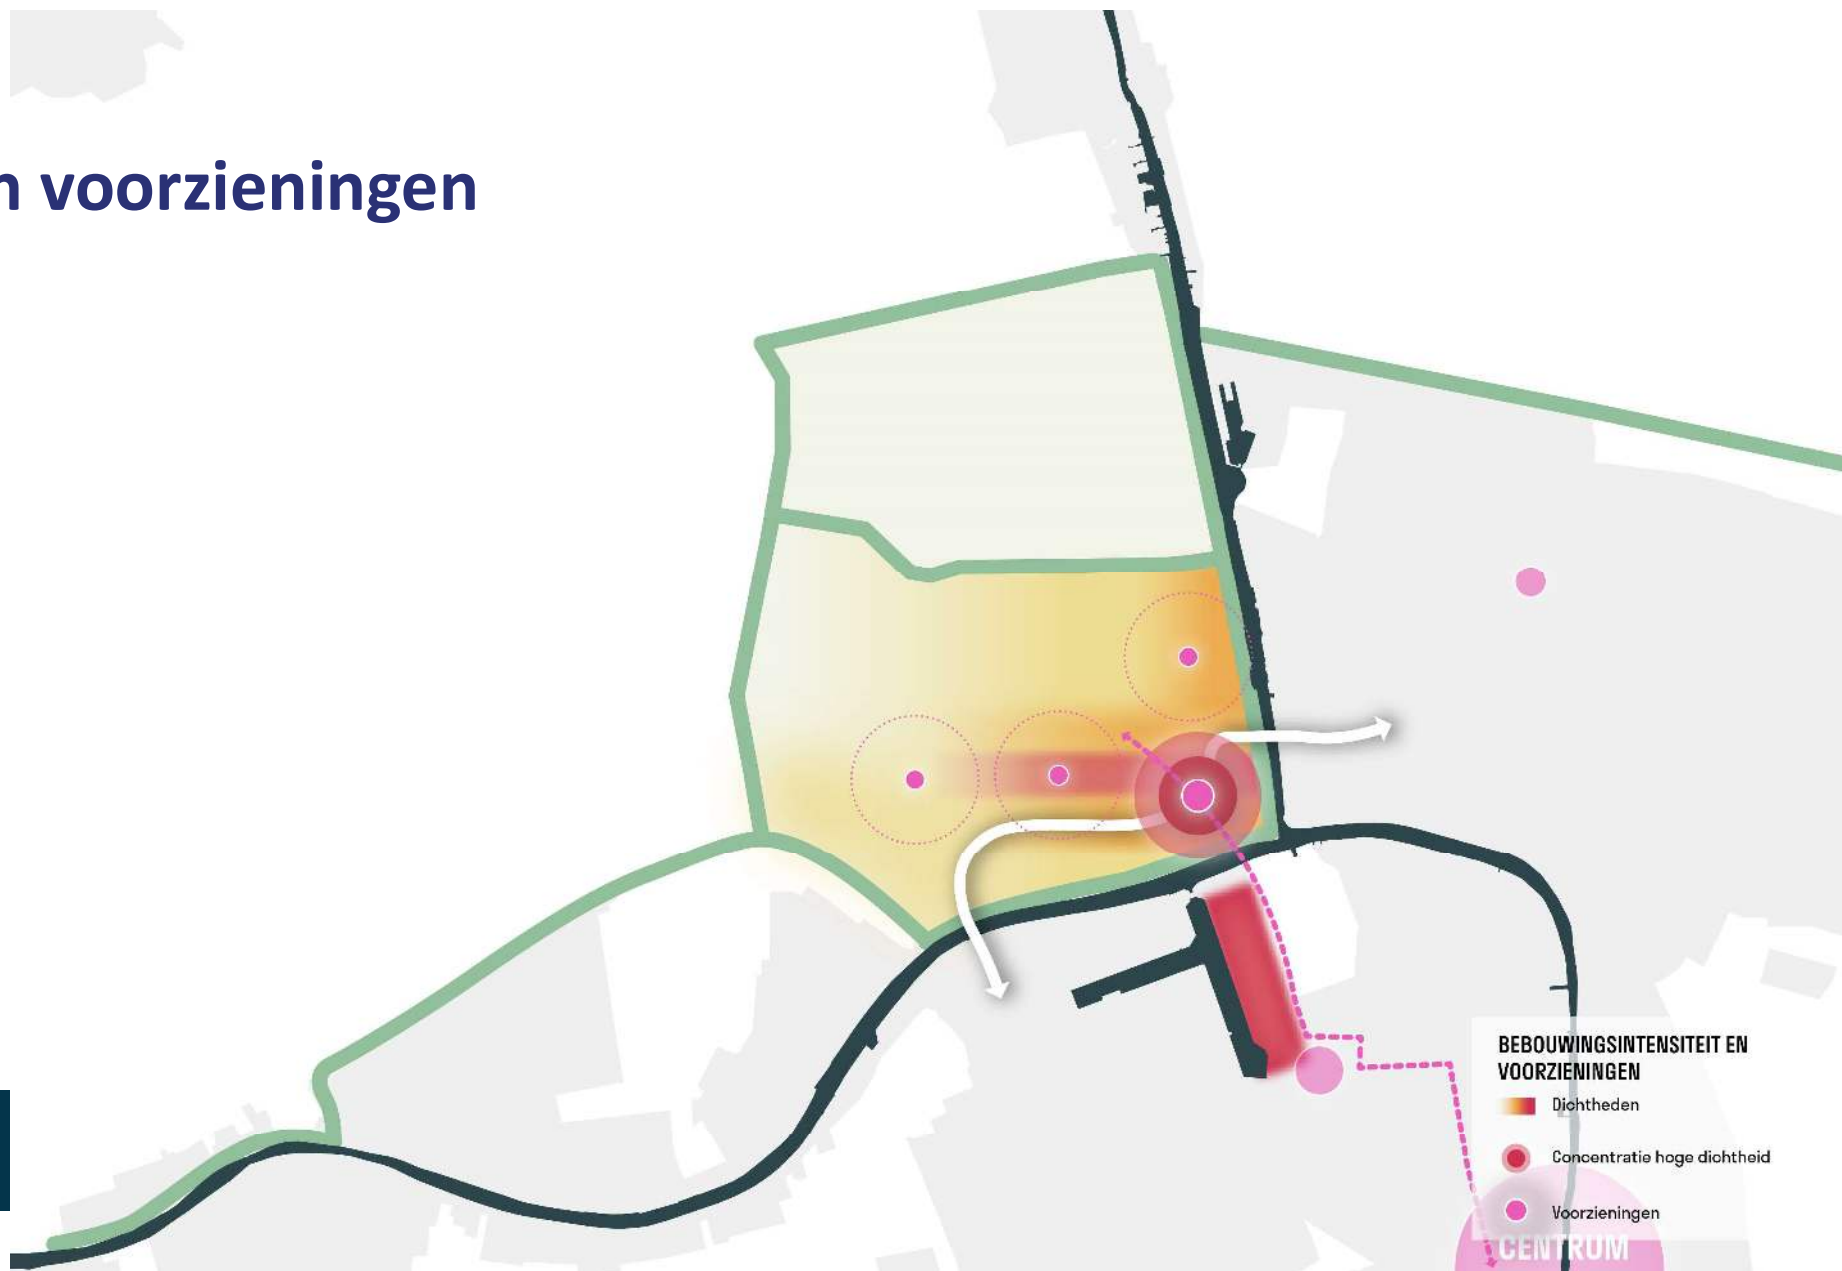 n voorzieningen
BEBOUWINGSINTENSITEIT EN
VOORZIENINGEN
Dichtheden
Concentratie hoge dichtheid
Voorzieningen
CENTRUM